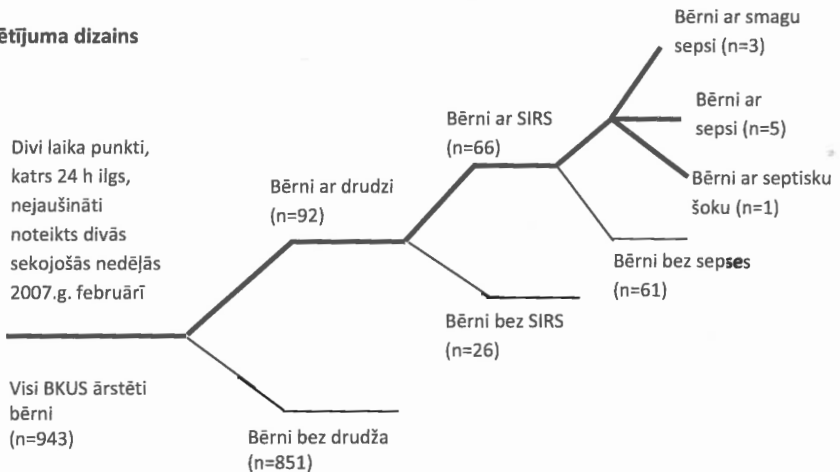 ētījuma dizains
Divi laika punkti,
katrs 24 h ilgs,
nejaušināti
noteikts divās
sekojošās nedēļās
2007.g. februārī
Visi BKUS ārstēti
bērni
(n=943)
Bērni ar drudzi
(n=92)
Bērni bez drudža
(n=851)
Bērni ar SIRS
(n=66)
Bērni bez SIRS
(n=26)
Bērni ar smagu
sepsi (n=3)
Bērni ar
sepsi (n=5)
Bērni ar septisku
šoku (n=1)
Bērni bez sepses
(n=61)